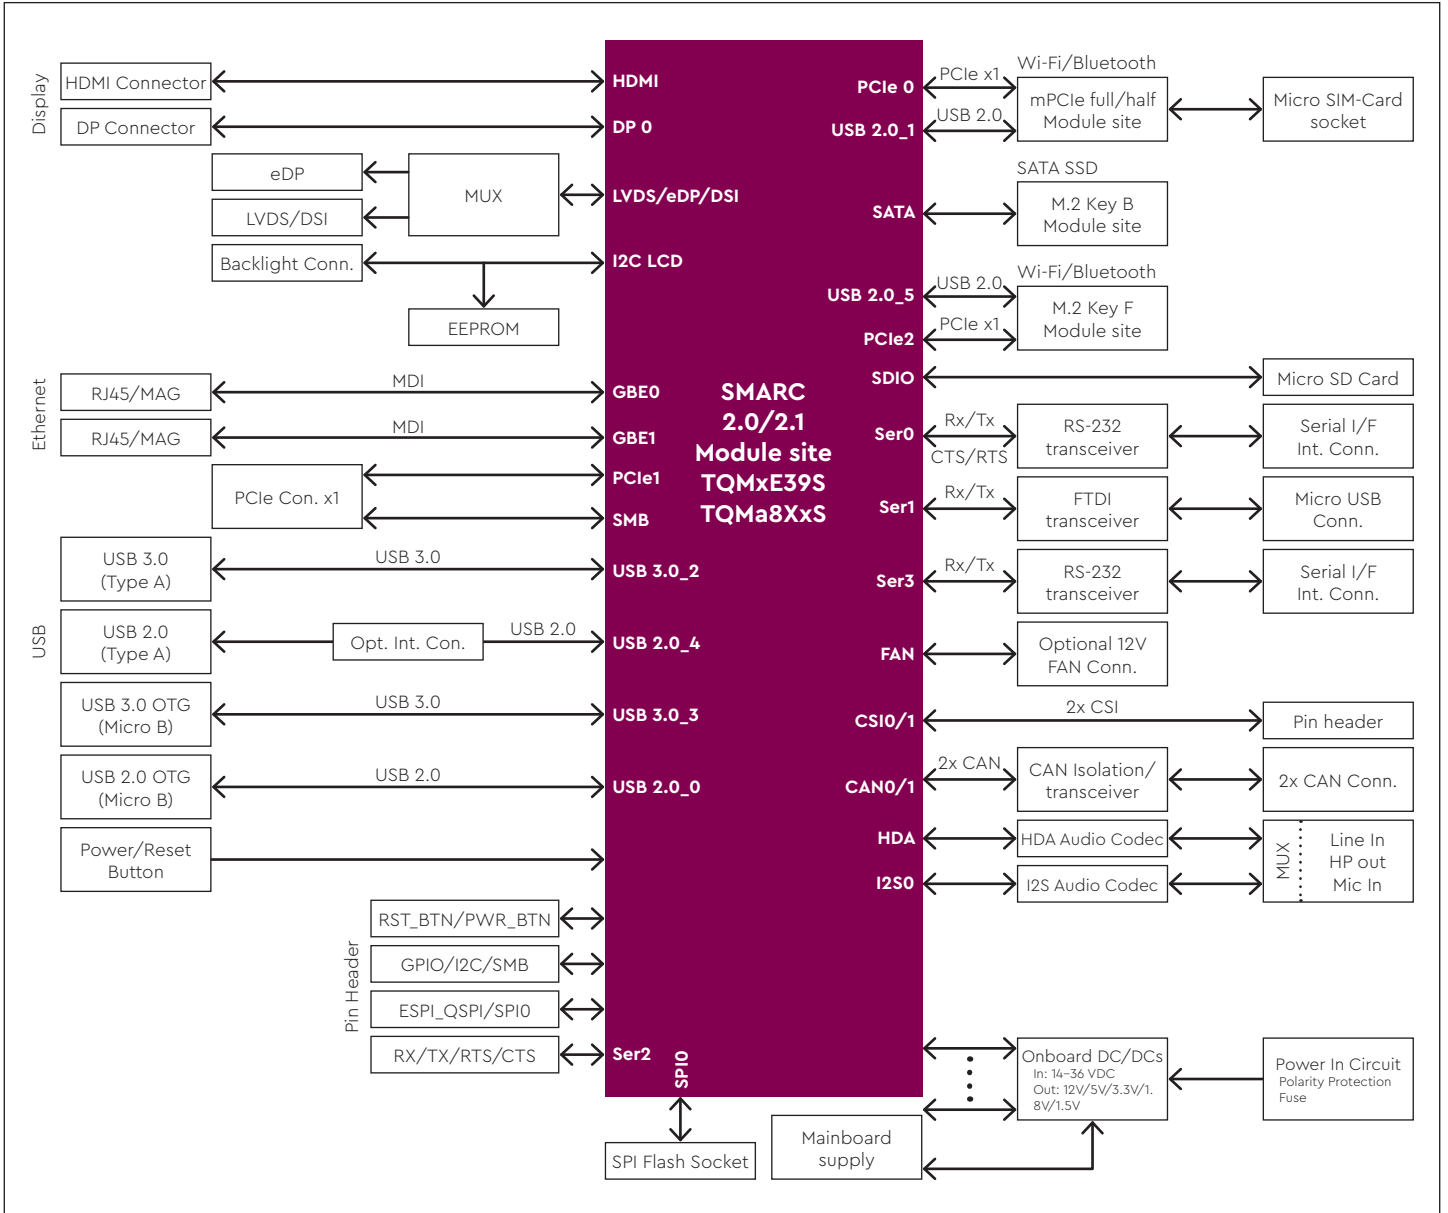 Display
HDMI Connector
DP Connector
eDP
LVDS/DSI
MUX
Backlight Conn.
EEPROM
Ethernet
RJ45/MAG
MDI
RJ45/MAG
MDI
PCIe Con. x1
USB
USB 3.0
(Type A)
USB 3.0
USB 2.0
(Type A)
Opt. Int. Con.
USB 2.0
USB 3.0 OTG
(Micro B)
USB 3.0
USB 2.0 OTG
(Micro B)
USB 2.0
Power/Reset
Button
Pin Header
RST_BTN/PWR_BTN
GPIO/I2C/SMB
ESPI_QSPI/SPI0
RX/TX/RTS/CTS
HDMI
DP 0
LVDS/eDP/DSI
I2C LCD
GBE0
GBE1
PCIe1
SMB
USB 3.0_2
USB 2.0_4
USB 3.0_3
USB 2.0_0
Ser2
SPI0
SMARC
2.0/2.1
Module site
TQMxE39S
TQMa8XxS
PCIe 0
USB 2.0_1
SATA
USB 2.0_5
PCIe2
SDIO
Ser0
Ser1
Ser3
FAN
CSI0/1
CAN0/1
HDA
I2S0
SPI Flash Socket
Wi-Fi/Bluetooth
PCIe x1
USB 2.0
mPCIe full/half
Module site
Micro SIM-Card
socket
SATA SSD
M.2 Key B
Module site
Wi-Fi/Bluetooth
USB 2.0
PCIe x1
M.2 Key F
Module site
Micro SD Card
Rx/Tx
CTS/RTS
RS-232
transceiver
Serial I/F
Int. Conn.
Rx/Tx
FTDI
transceiver
Micro USB
Conn.
Rx/Tx
RS-232
transceiver
Serial I/F
Int. Conn.
Optional 12V
FAN Conn.
2x CSI
Pin header
2x CAN
CAN Isolation/
transceiver
2x CAN Conn.
HDA Audio Codec
I2S Audio Codec
MUX
Line In
HP out
Mic In
Onboard DC/DCs
In: 14-36 VDC
Out: 12V/5V/3.3V/1.
8V/1.5V
Power In Circuit
Polarity Protection
Fuse
Mainboard
supply